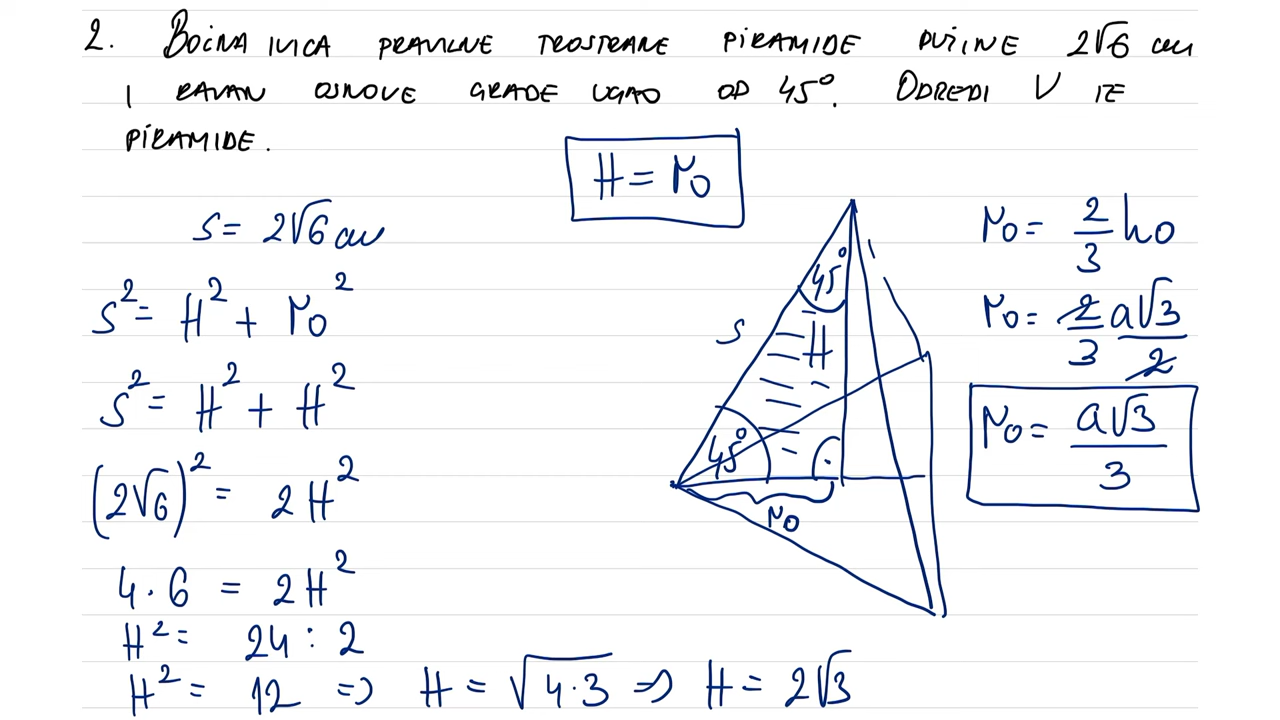 2. BOČNA IVICA PRAVILNE TROSTRANE PIRAMIDE DUŽINE 2√6 cm
I RAVAN OSNOVE GRADE UGAO OD 45°. ODREDI V TE
PIRAMIDE.
H = r₀
s = 2√6 cm
s² = H² + r₀²
s² = H² + H²
(2√6)² = 2H²
4 · 6 = 2H²
H² = 24 : 2
H² = 12 => H = √4·3 => H = 2√3
45°
s
H
45°
r₀
r₀ = 2/3 h₀
r₀ = 2/3 a√3/2
r₀ = a√3/3